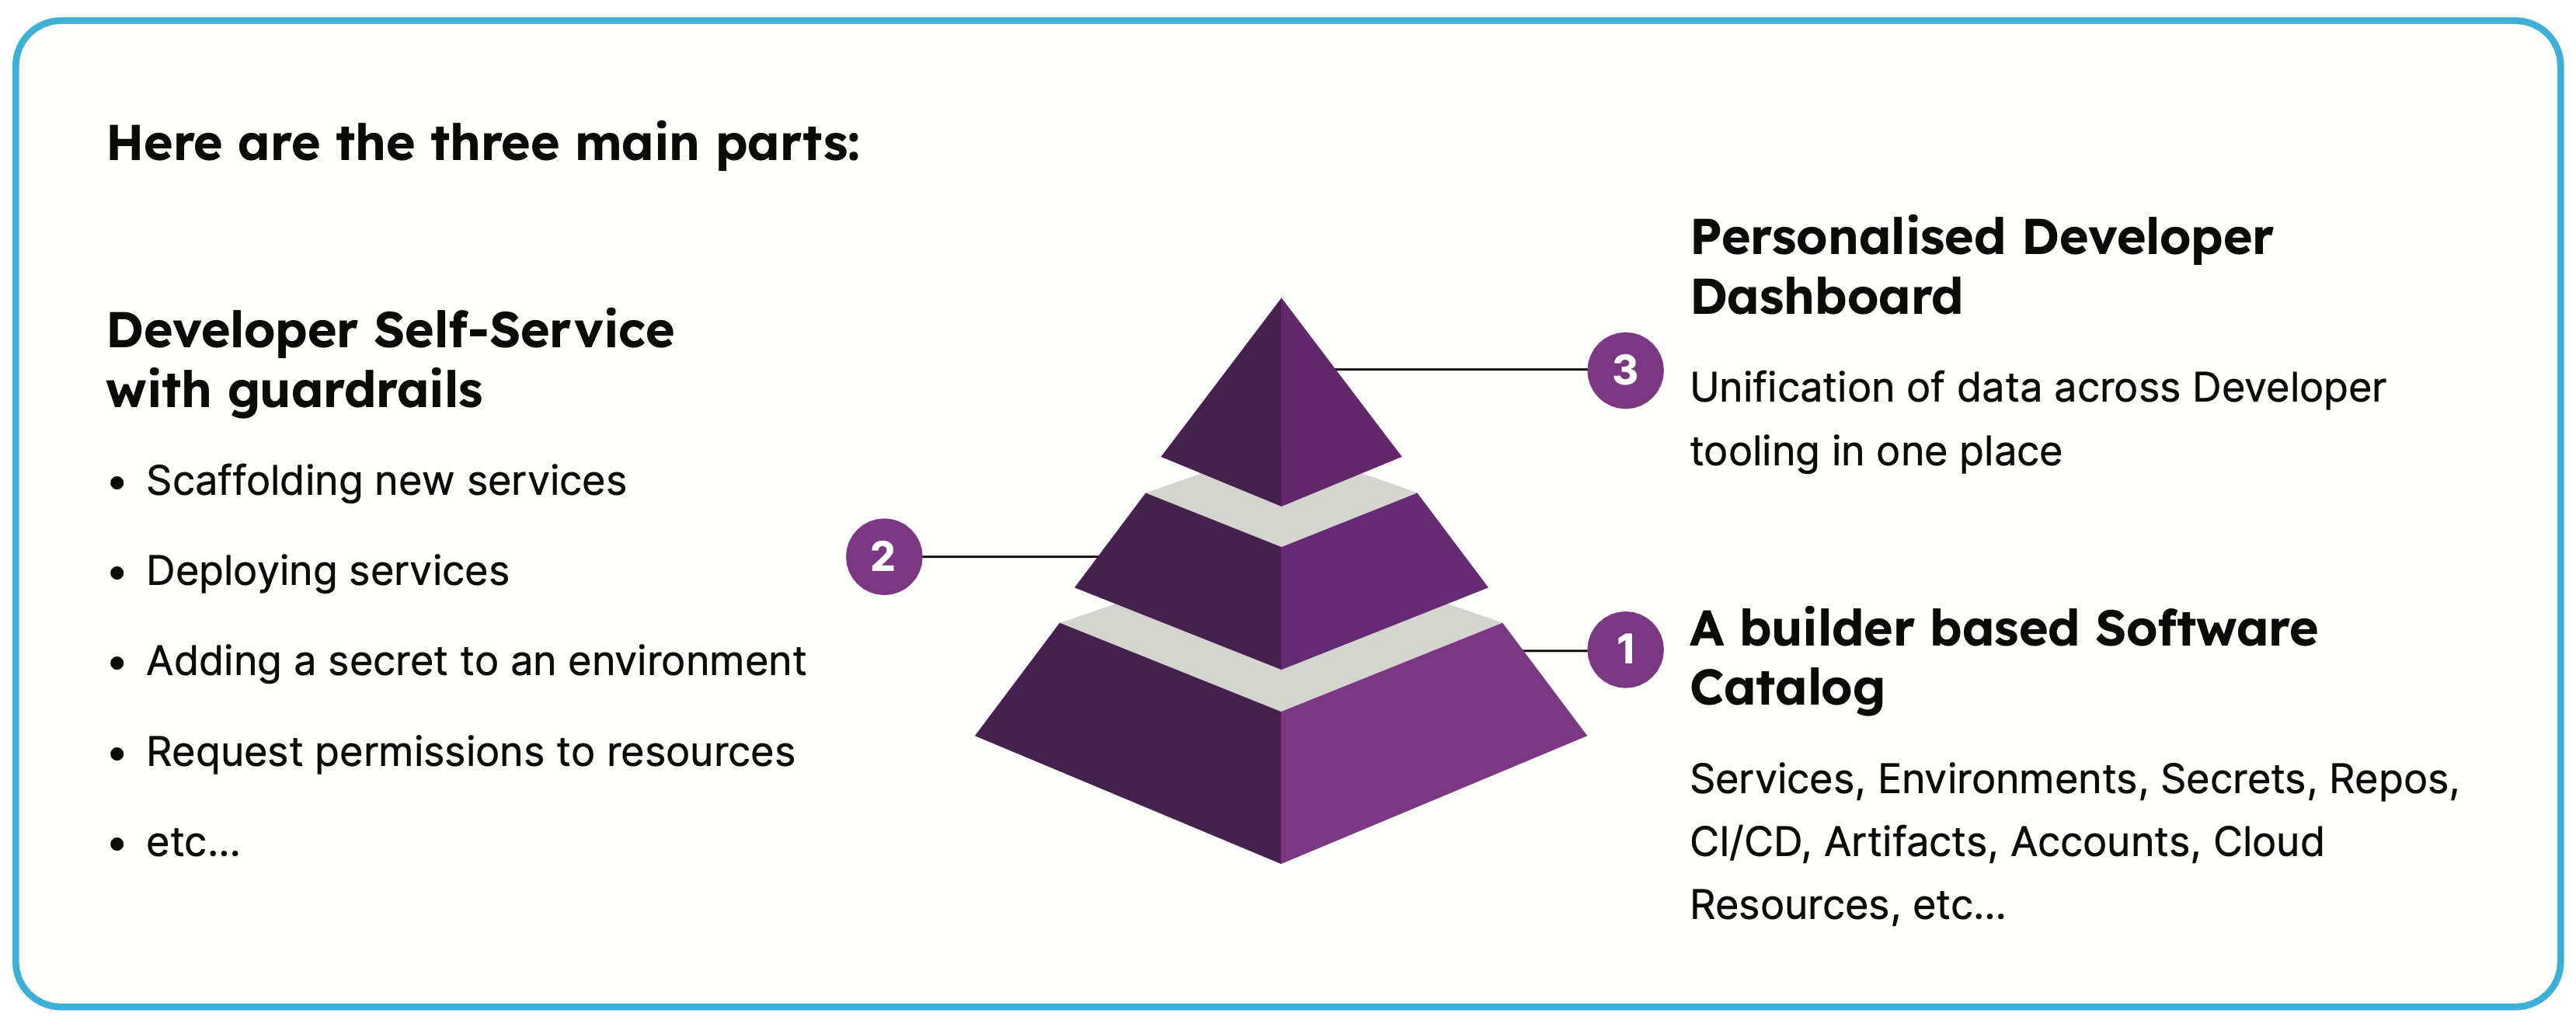 Here are the three main parts:
Developer Self-Service
with guardrails
• Scaffolding new services
• Deploying services
• Adding a secret to an environment
• Request permissions to resources
• etc...
2
3
Personalised Developer
Dashboard
Unification of data across Developer
tooling in one place
1
A builder based Software
Catalog
Services, Environments, Secrets, Repos,
CI/CD, Artifacts, Accounts, Cloud
Resources, etc...